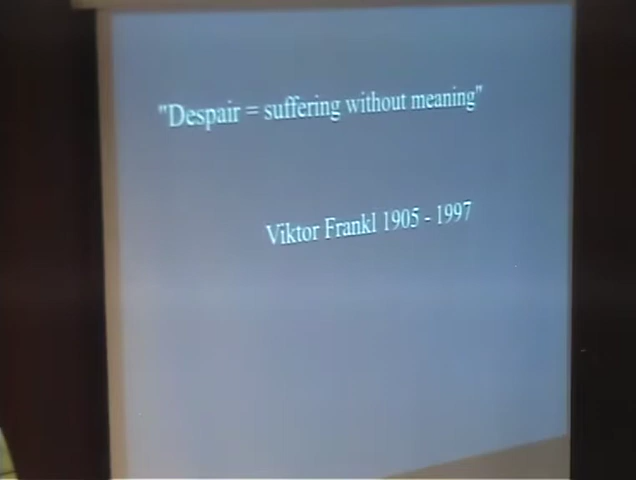 "Despair = suffering without meaning"
Viktor Frankl 1905 - 1997